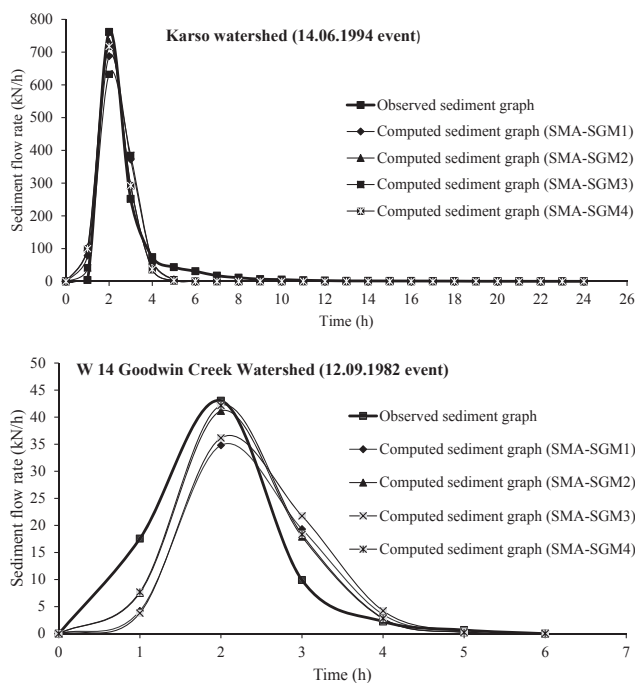 Karso watershed (14.06.1994 event)
800
700
600
500
400
300
200
100
0
Sediment flow rate (kN/h)
Observed sediment graph
Computed sediment graph (SMA-SGM1)
Computed sediment graph (SMA-SGM2)
Computed sediment graph (SMA-SGM3)
Computed sediment graph (SMA-SGM4)
0 2 4 6 8 10 12 14 16 18 20 22 24 26
Time (h)
W 14 Goodwin Creek Watershed (12.09.1982 event)
50
45
40
35
30
25
20
15
10
5
0
Sediment flow rate (kN/h)
Observed sediment graph
Computed sediment graph (SMA-SGM1)
Computed sediment graph (SMA-SGM2)
Computed sediment graph (SMA-SGM3)
Computed sediment graph (SMA-SGM4)
0 1 2 3 4 5 6 7
Time (h)